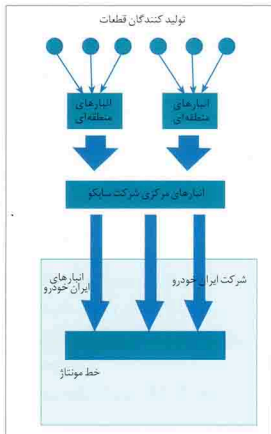 تولید کنندگان قطعات
انبارهای
منطقه‌ای
انبارهای
منطقه‌ای
انبارهای مرکزی شرکت سایکو
شرکت ایران خودرو
انبارهای
ایران خودرو
خط مونتاژ